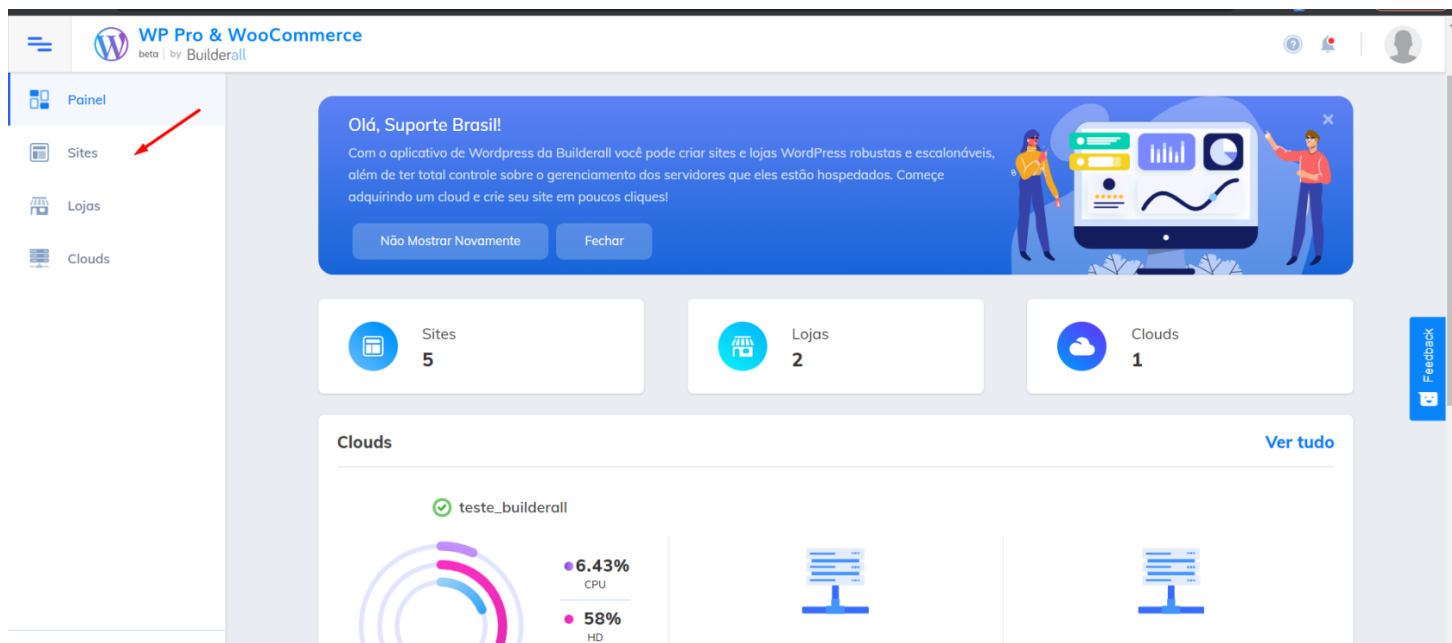 WP Pro & WooCommerce
beta | by Builderall
Painel
Sites
Lojas
Clouds
Olá, Suporte Brasil!
Com o aplicativo de Wordpress da Builderall você pode criar sites e lojas WordPress robustas e escalonáveis,
além de ter total controle sobre o gerenciamento dos servidores que eles estão hospedados. Começe
adquirindo um cloud e crie seu site em poucos cliques!
Não Mostrar Novamente
Fechar
Sites
5
Lojas
2
Clouds
1
Feedback
Clouds
Ver tudo
teste_builderall
6.43%
CPU
58%
HD